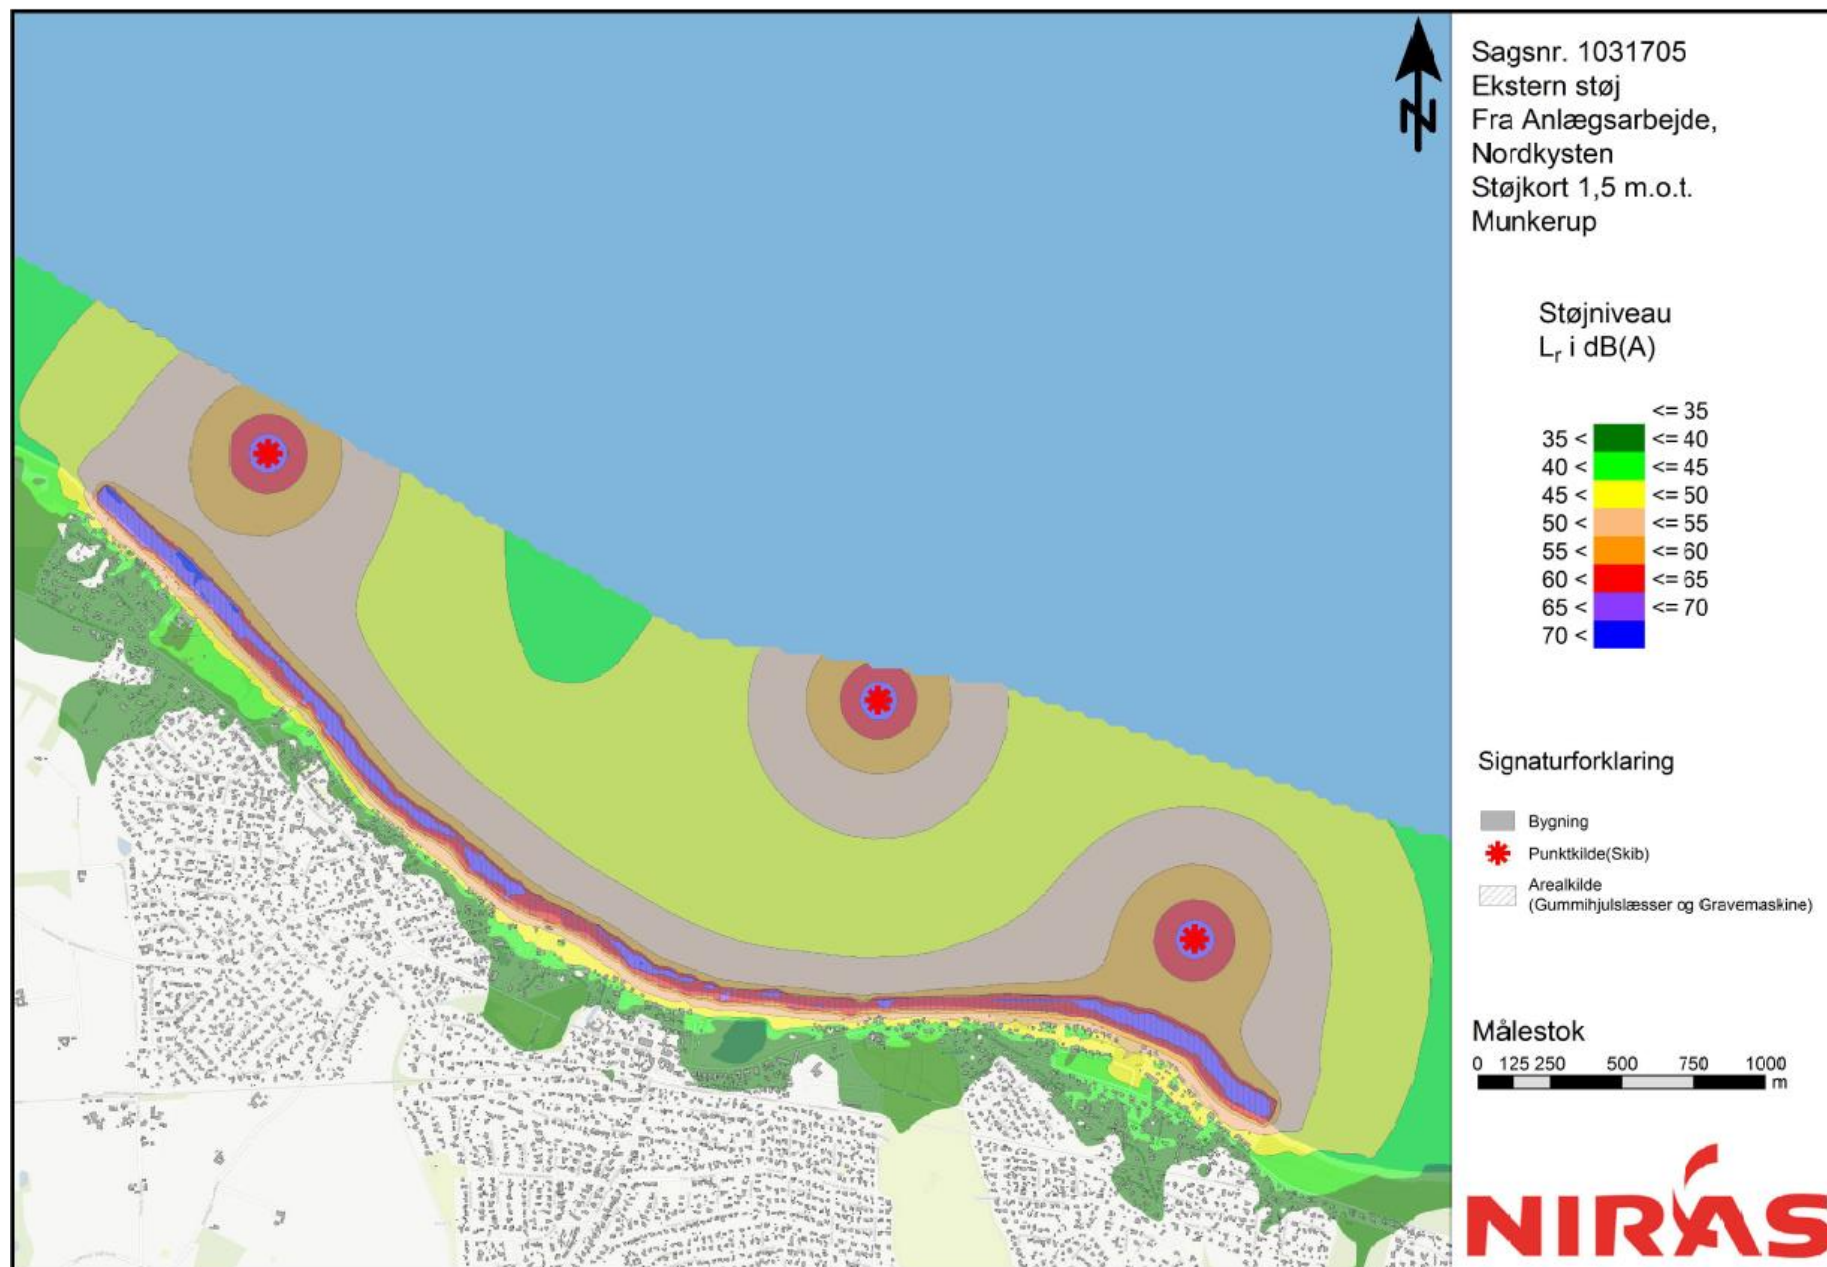 N
Sagsnr. 1031705
Ekstern støj
Fra Anlægsarbejde,
Nordkysten
Støjkort 1,5 m.o.t.
Munkerup
Støjniveau
Lr i dB(A)
<= 35
35 < <= 40
40 < <= 45
45 < <= 50
50 < <= 55
55 < <= 60
60 < <= 65
65 < <= 70
70 <
Signaturforklaring
Bygning
Punktkilde(Skib)
Arealkilde
(Gummihjulslæsser og Gravemaskine)
Målestok
0 125 250 500 750 1000
m
NIRAS